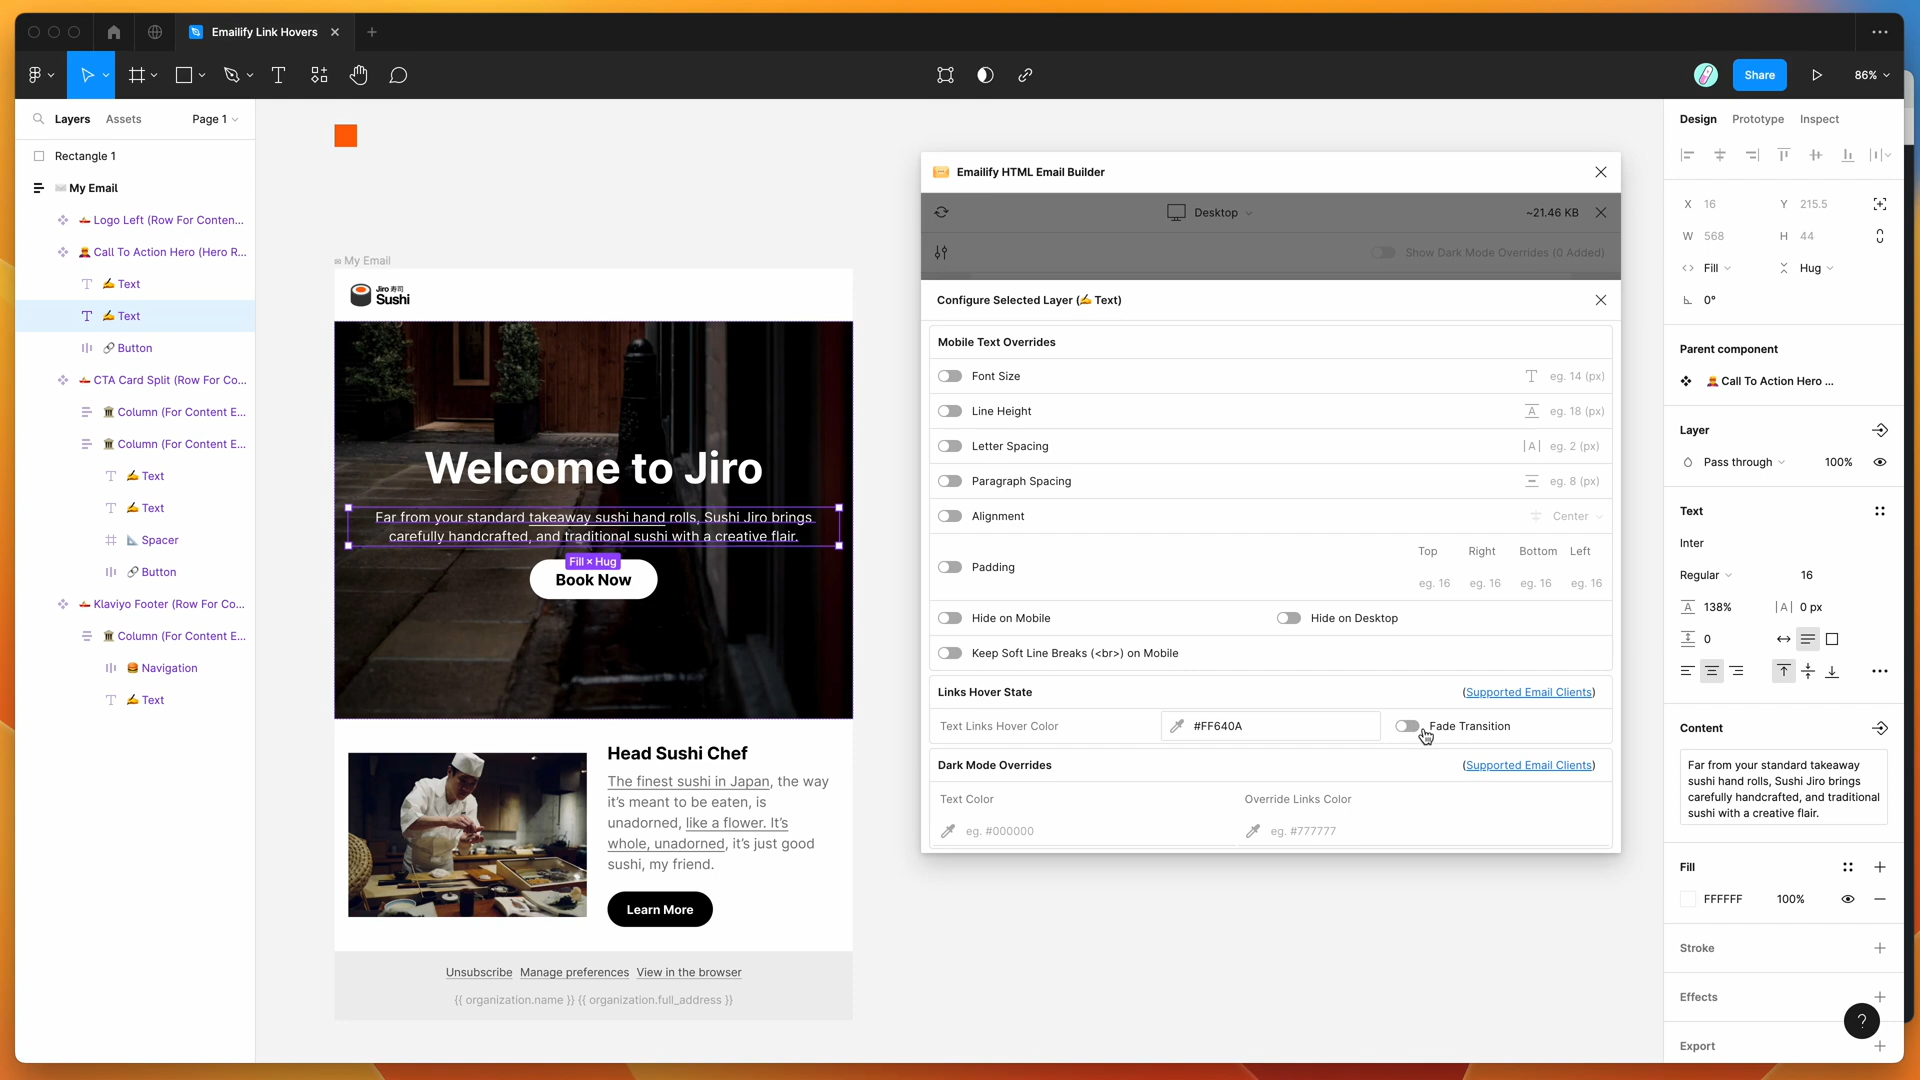 Emailify Link Hovers
Share
86%
Layers
Assets
Page 1
Rectangle 1
My Email
Logo Left (Row For Conten...
Call To Action Hero (Hero R...
Text
Text
Button
CTA Card Split (Row For Co...
Column (For Content E...
Column (For Content E...
Text
Text
Spacer
Button
Klaviyo Footer (Row For Co...
Column (For Content E...
Navigation
Text
My Email
Jiro 寿司
Sushi
Welcome to Jiro
Far from your standard takeaway sushi hand rolls, Sushi Jiro brings
carefully handcrafted, and traditional sushi with a creative flair.
Fill × Hug
Book Now
Head Sushi Chef
The finest sushi in Japan, the way
it's meant to be eaten, is
unadorned, like a flower. It's
whole, unadorned, it's just good
sushi, my friend.
Learn More
Unsubscribe Manage preferences View in the browser
{{ organization.name }} {{ organization.full_address }}
Emailify HTML Email Builder
Desktop
~21.46 KB
Show Dark Mode Overrides (0 Added)
Configure Selected Layer (✍️ Text)
Mobile Text Overrides
Font Size
eg. 14 (px)
Line Height
eg. 18 (px)
Letter Spacing
eg. 2 (px)
Paragraph Spacing
eg. 8 (px)
Alignment
Center
Top Right Bottom Left
Padding
eg. 16 eg. 16 eg. 16 eg. 16
Hide on Mobile
Hide on Desktop
Keep Soft Line Breaks (<br>) on Mobile
Links Hover State
(Supported Email Clients)
Text Links Hover Color
#FF640A
Fade Transition
Dark Mode Overrides
(Supported Email Clients)
Text Color
Override Links Color
eg. #000000
eg. #777777
Design
Prototype
Inspect
X 16
Y 215.5
W 568
H 44
Fill
Hug
0°
Parent component
Call To Action Hero ...
Layer
Pass through
100%
Text
Inter
Regular
16
138%
0 px
0
Content
Far from your standard takeaway
sushi hand rolls, Sushi Jiro brings
carefully handcrafted, and traditional
sushi with a creative flair.
Fill
FFFFFF
100%
Stroke
Effects
?
Export